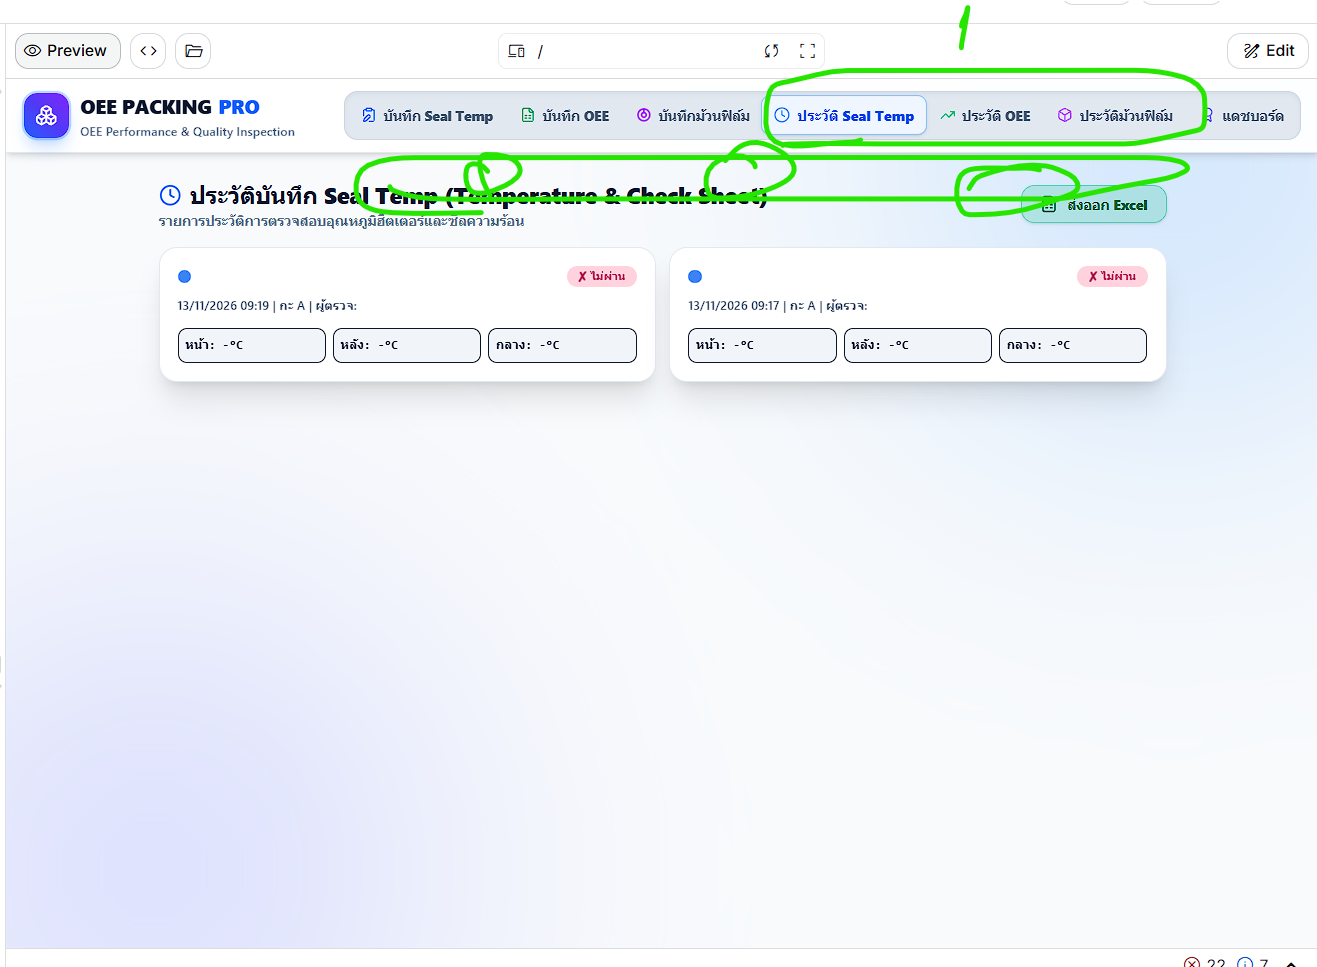 Preview
/
Edit
OEE PACKING PRO
OEE Performance & Quality Inspection
บันทึก Seal Temp
บันทึก OEE
บันทึกม้วนฟิล์ม
ประวัติ Seal Temp
ประวัติ OEE
ประวัติม้วนฟิล์ม
แดชบอร์ด
ประวัติบันทึก Seal Temp (Temperature & Check Sheet)
รายการประวัติการตรวจสอบอุณหภูมิฮีตเตอร์และซีลความร้อน
ส่งออก Excel
✗ ไม่ผ่าน
13/11/2026 09:19 | กะ A | ผู้ตรวจ:
หน้า: -°C
หลัง: -°C
กลาง: -°C
✗ ไม่ผ่าน
13/11/2026 09:17 | กะ A | ผู้ตรวจ:
หน้า: -°C
หลัง: -°C
กลาง: -°C
22
7